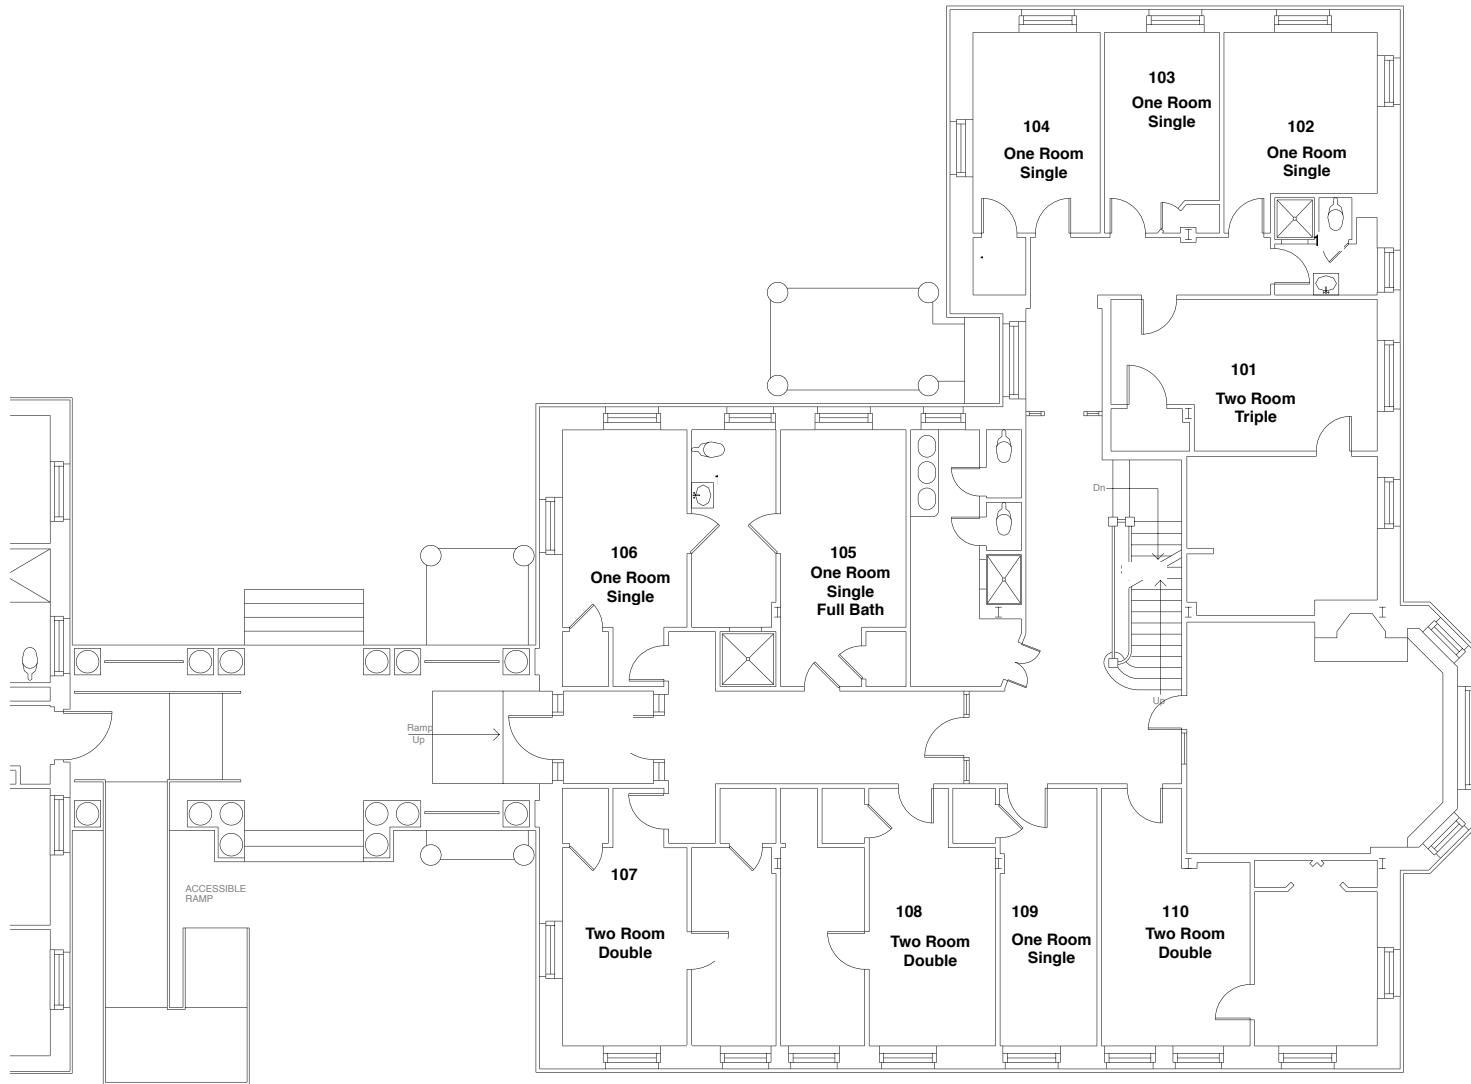 103
One Room
Single
104
One Room
Single
102
One Room
Single
101
Two Room
Triple
Dn
106
One Room
Single
105
One Room
Single
Full Bath
Up
Ramp
Up
ACCESSIBLE
RAMP
107
Two Room
Double
108
Two Room
Double
109
One Room
Single
110
Two Room
Double